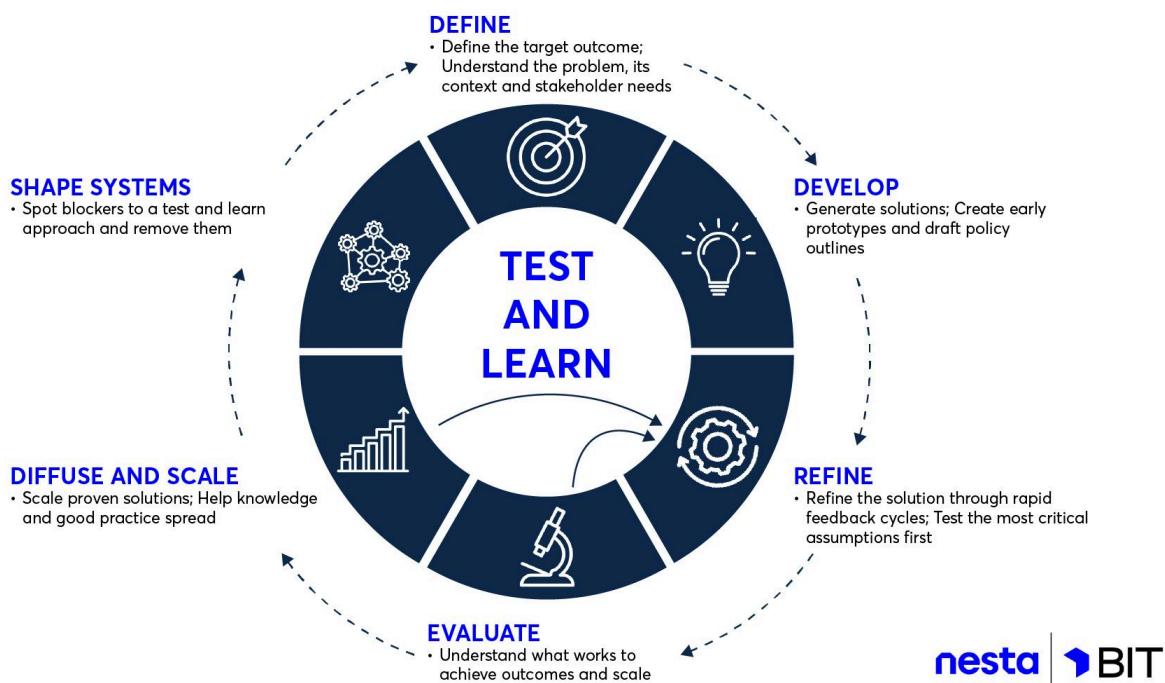 DEFINE
• Define the target outcome;
Understand the problem, its
context and stakeholder needs
SHAPE SYSTEMS
• Spot blockers to a test and learn
approach and remove them
DEVELOP
• Generate solutions; Create early
prototypes and draft policy
outlines
TEST
AND
LEARN
DIFFUSE AND SCALE
• Scale proven solutions; Help knowledge
and good practice spread
REFINE
• Refine the solution through rapid
feedback cycles; Test the most critical
assumptions first
EVALUATE
• Understand what works to
achieve outcomes and scale
nesta | BIT